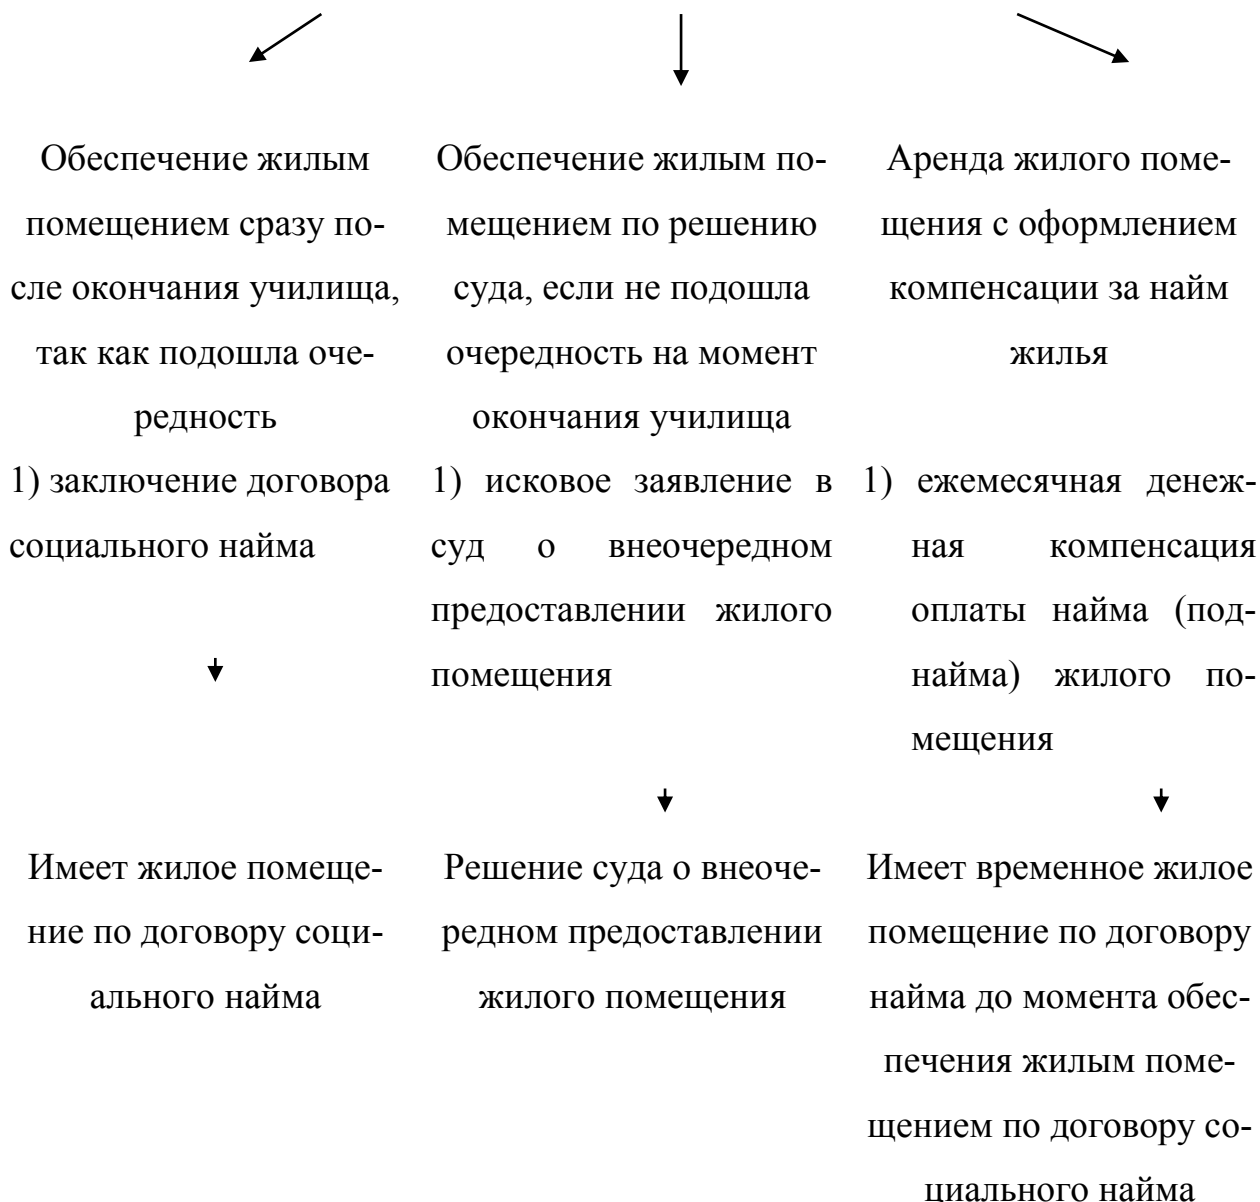 Обеспечение жилым
помещением сразу по-
сле окончания училища,
так как подошла оче-
редность
1) заключение договора
социального найма
Имеет жилое помеще-
ние по договору соци-
ального найма
Обеспечение жилым по-
мещением по решению
суда, если не подошла
очередность на момент
окончания училища
1) исковое заявление в
суд о внеочередном
предоставлении жилого
помещения
Решение суда о внеоче-
редном предоставлении
жилого помещения
Аренда жилого поме-
щения с оформлением
компенсации за найм
жилья
1) ежемесячная денеж-
ная компенсация
оплаты найма (под-
найма) жилого по-
мещения
Имеет временное жилое
помещение по договору
найма до момента обес-
печения жилым поме-
щением по договору со-
циального найма